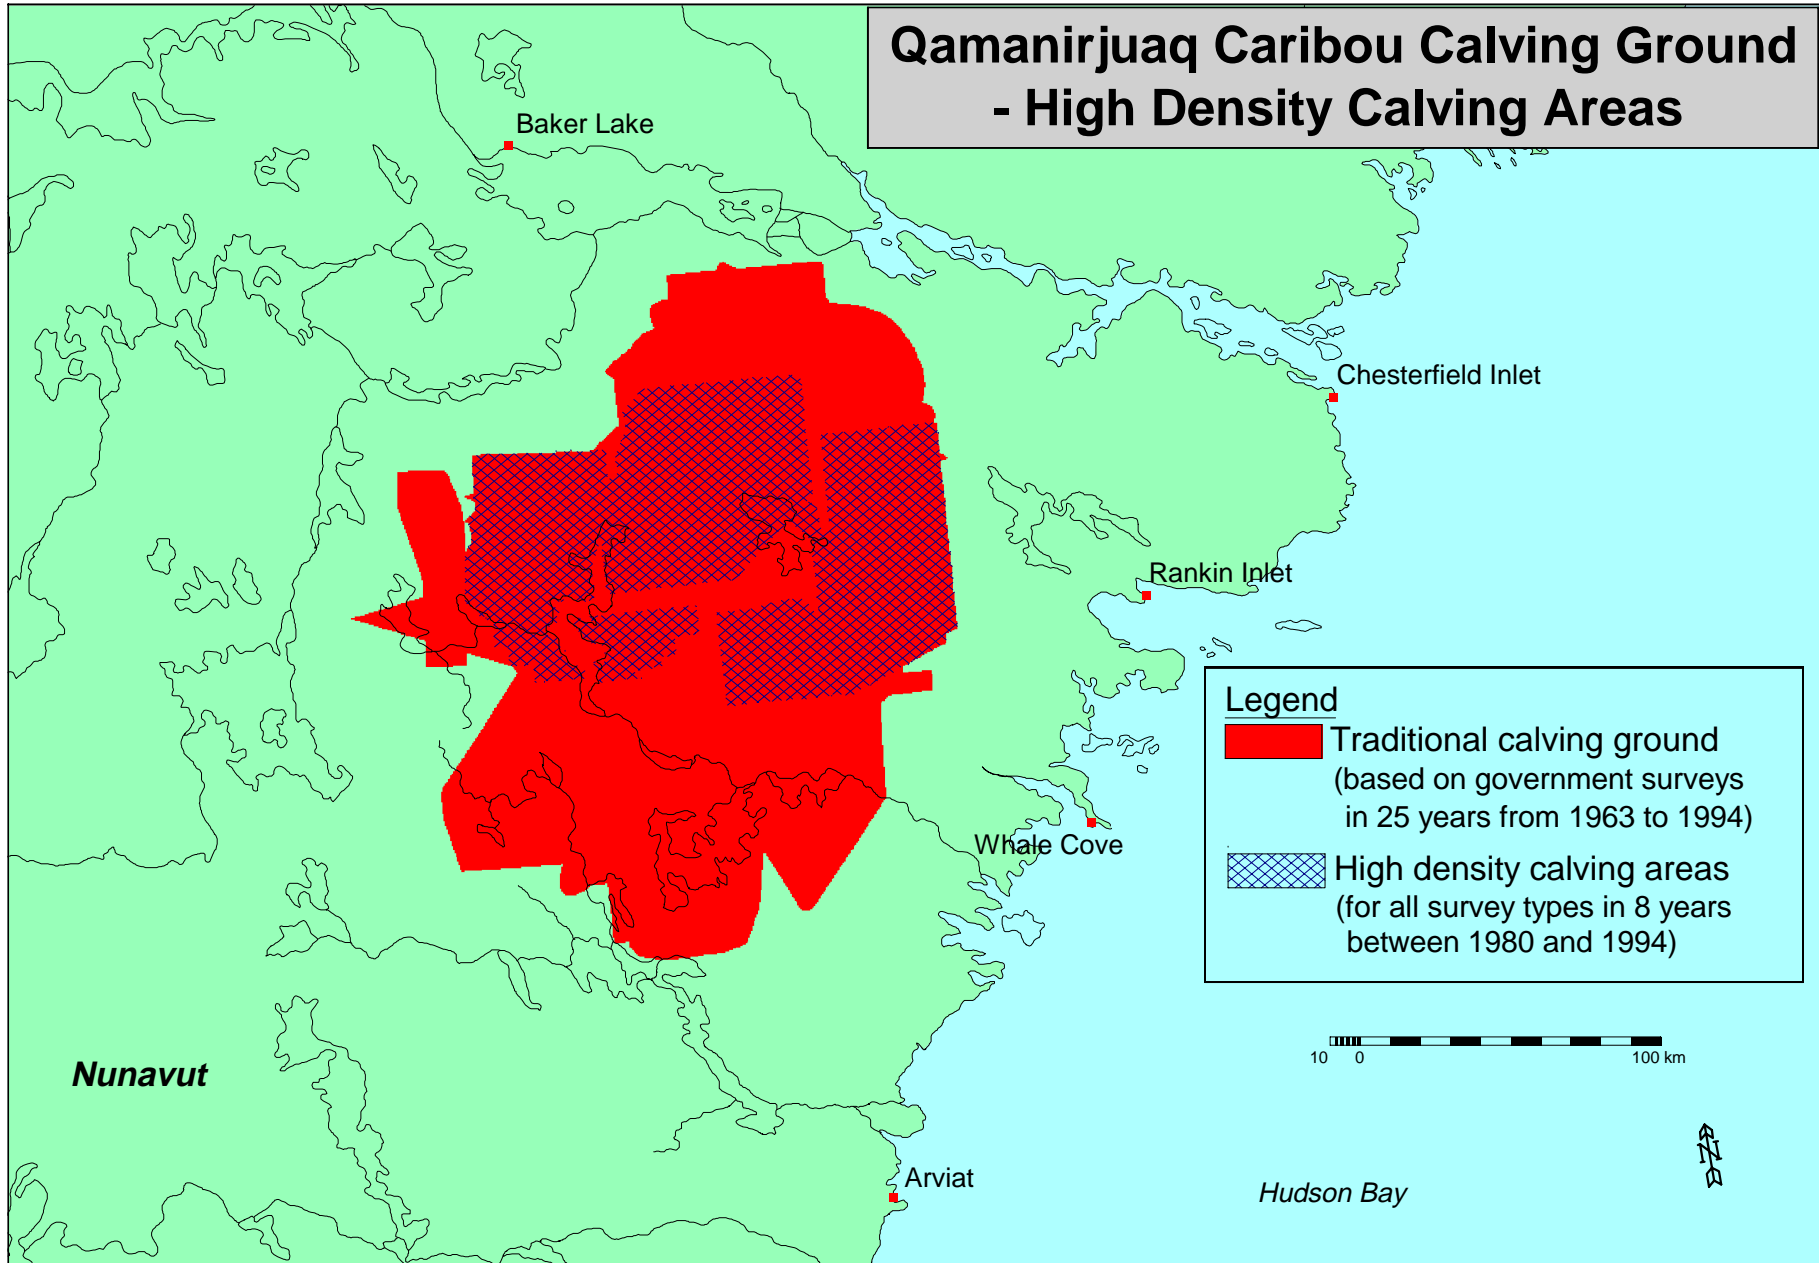 Qamanirjuaq Caribou Calving Ground
- High Density Calving Areas
Baker Lake
Chesterfield Inlet
Rankin Inlet
Legend
Traditional calving ground
(based on government surveys
in 25 years from 1963 to 1994)
Whale Cove
High density calving areas
(for all survey types in 8 years
between 1980 and 1994)
10 0 100 km
Nunavut
N
Arviat
Hudson Bay